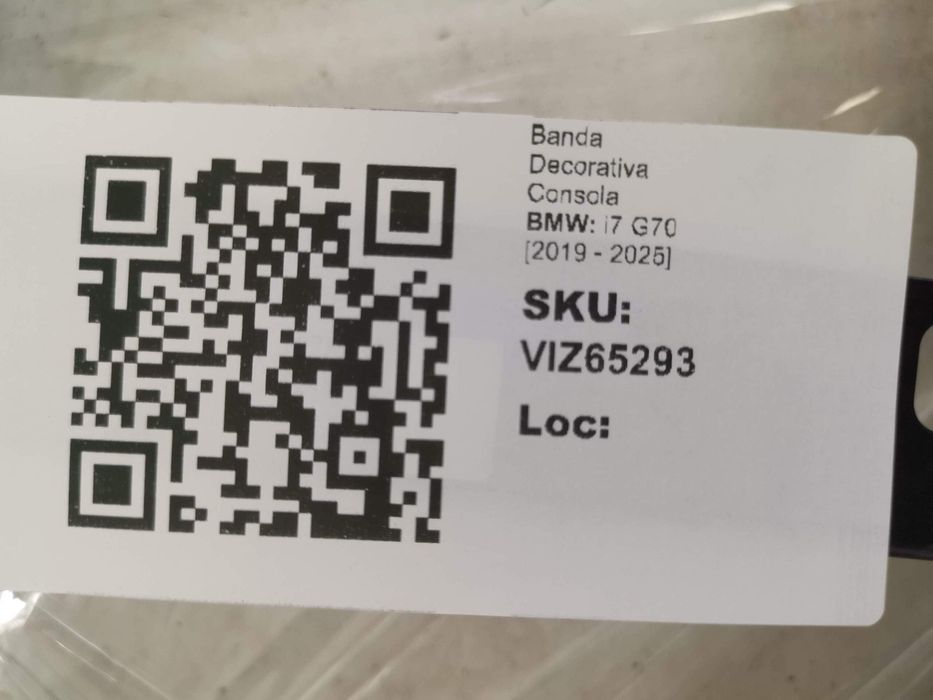 Banda
Decorativa
Consola
BMW: i7 G70
[2019 - 2025]
SKU:
VIZ65293
Loc: